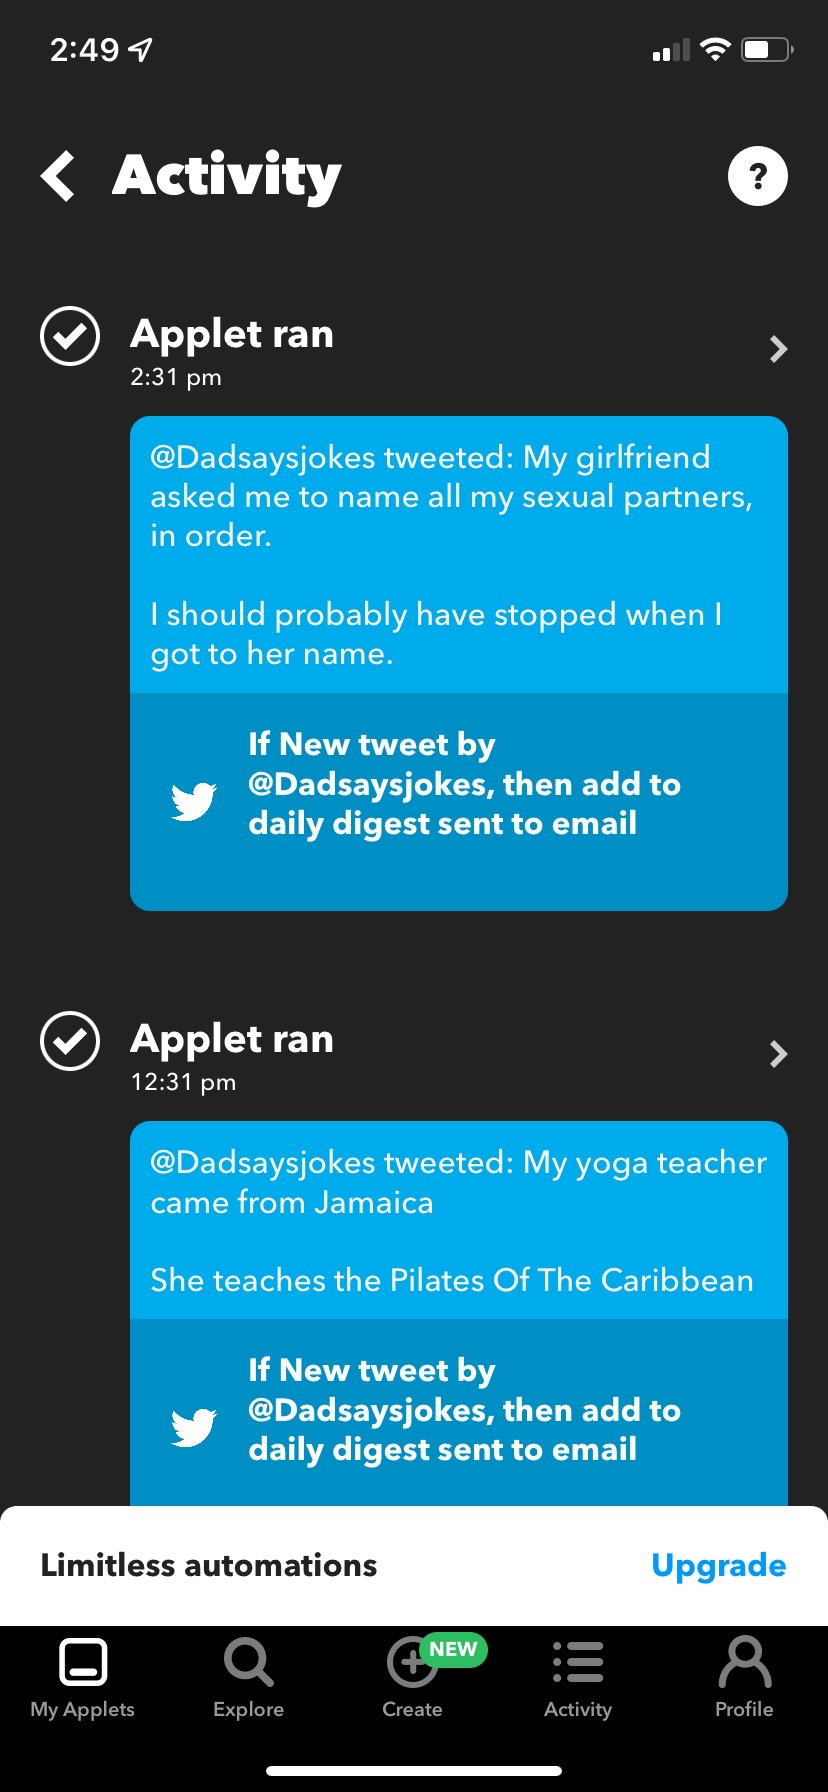 2:49
Activity
?
Applet ran
2:31 pm
@Dadsaysjokes tweeted: My girlfriend
asked me to name all my sexual partners,
in order.
I should probably have stopped when I
got to her name.
If New tweet by
@Dadsaysjokes, then add to
daily digest sent to email
Applet ran
12:31 pm
@Dadsaysjokes tweeted: My yoga teacher
came from Jamaica
She teaches the Pilates Of The Caribbean
If New tweet by
@Dadsaysjokes, then add to
daily digest sent to email
Limitless automations
Upgrade
NEW
My Applets
Explore
Create
Activity
Profile